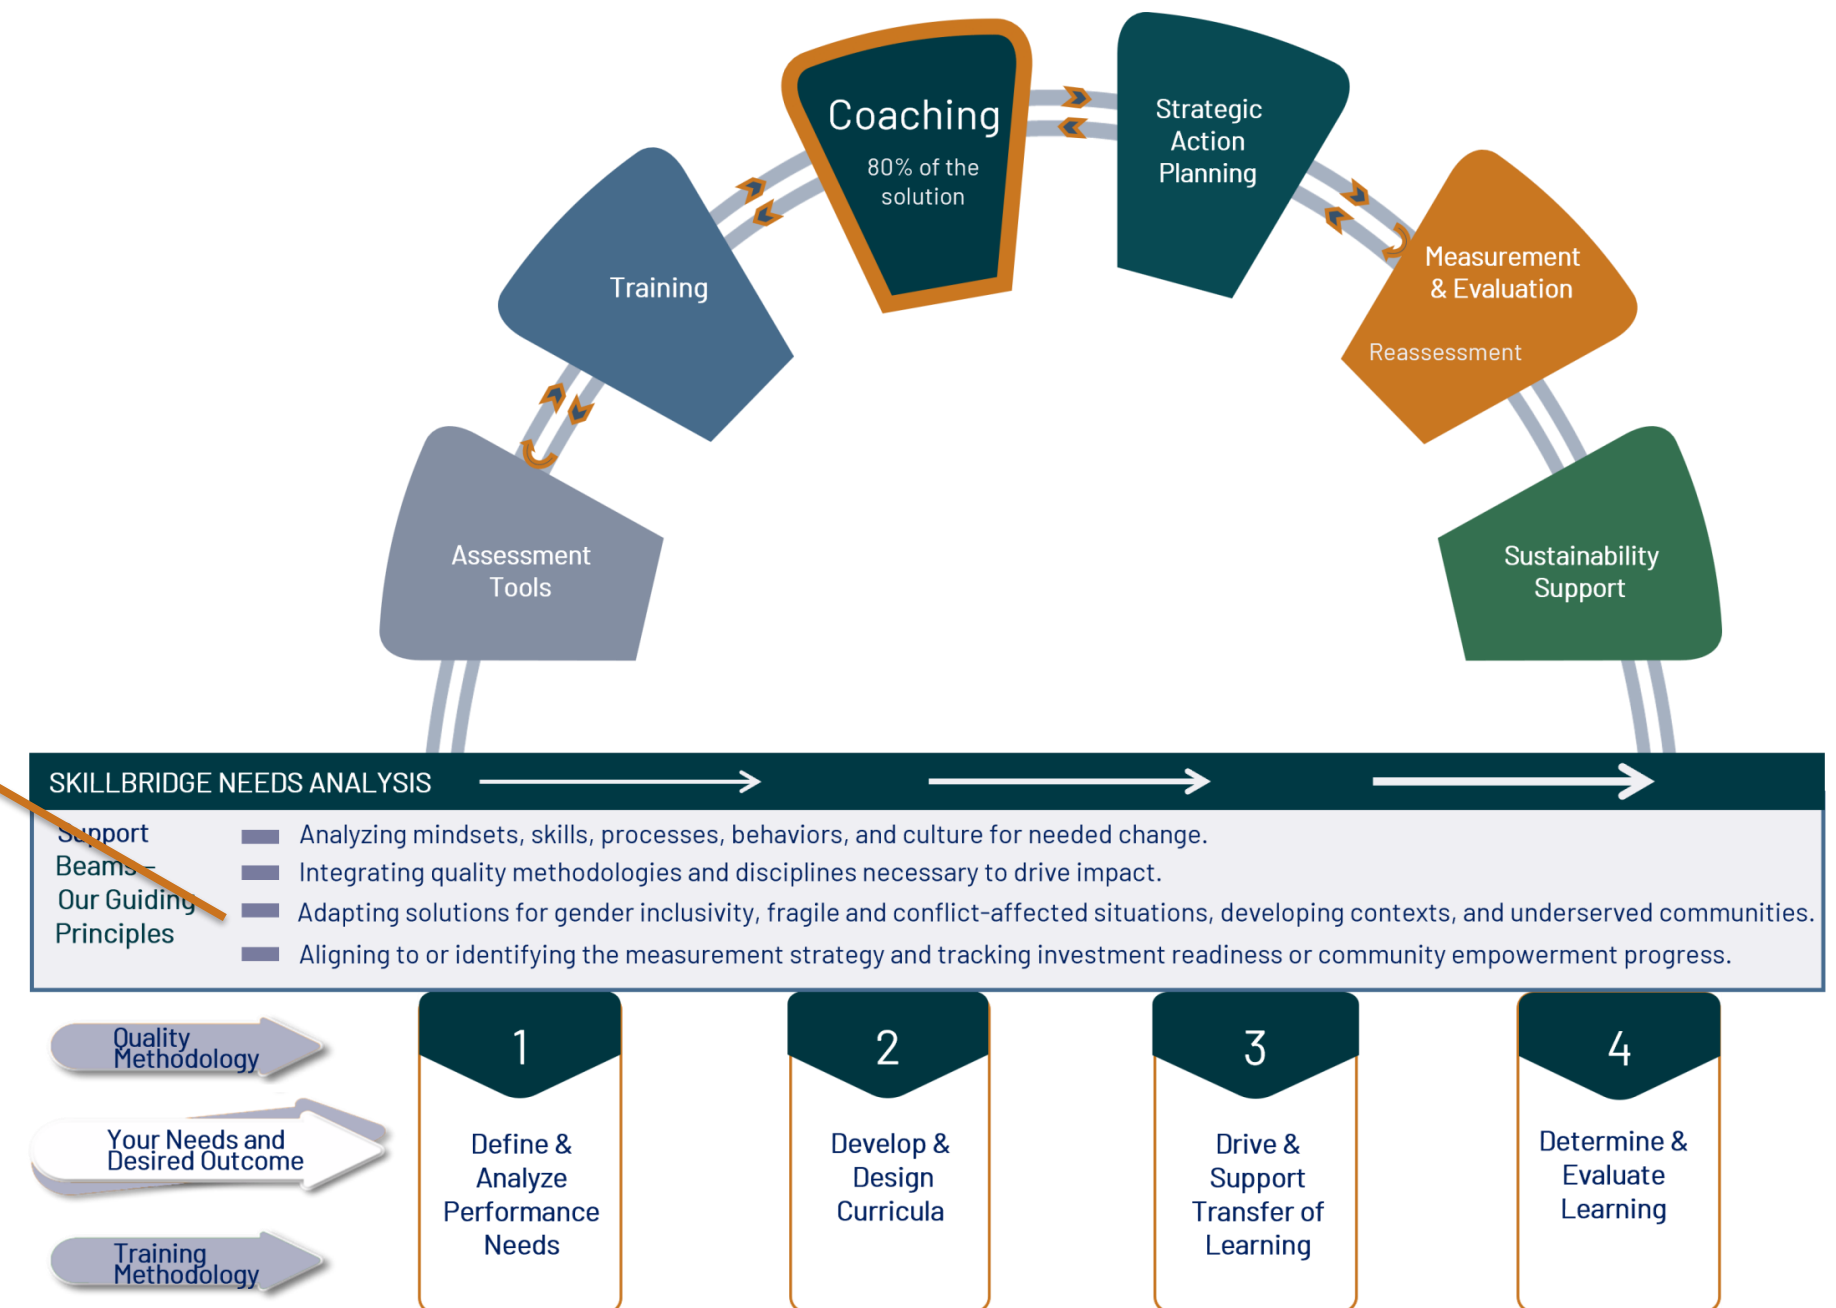 Coaching
80% of the
solution
Strategic
Action
Planning
Training
Measurement
& Evaluation
Reassessment
Assessment
Tools
Sustainability
Support
SKILLBRIDGE NEEDS ANALYSIS
Support
Beams –
Our Guiding
Principles
Analyzing mindsets, skills, processes, behaviors, and culture for needed change.
Integrating quality methodologies and disciplines necessary to drive impact.
Adapting solutions for gender inclusivity, fragile and conflict-affected situations, developing contexts, and underserved communities.
Aligning to or identifying the measurement strategy and tracking investment readiness or community empowerment progress.
Quality
Methodology
Your Needs and
Desired Outcome
Training
Methodology
1
Define &
Analyze
Performance
Needs
2
Develop &
Design
Curricula
3
Drive &
Support
Transfer of
Learning
4
Determine &
Evaluate
Learning